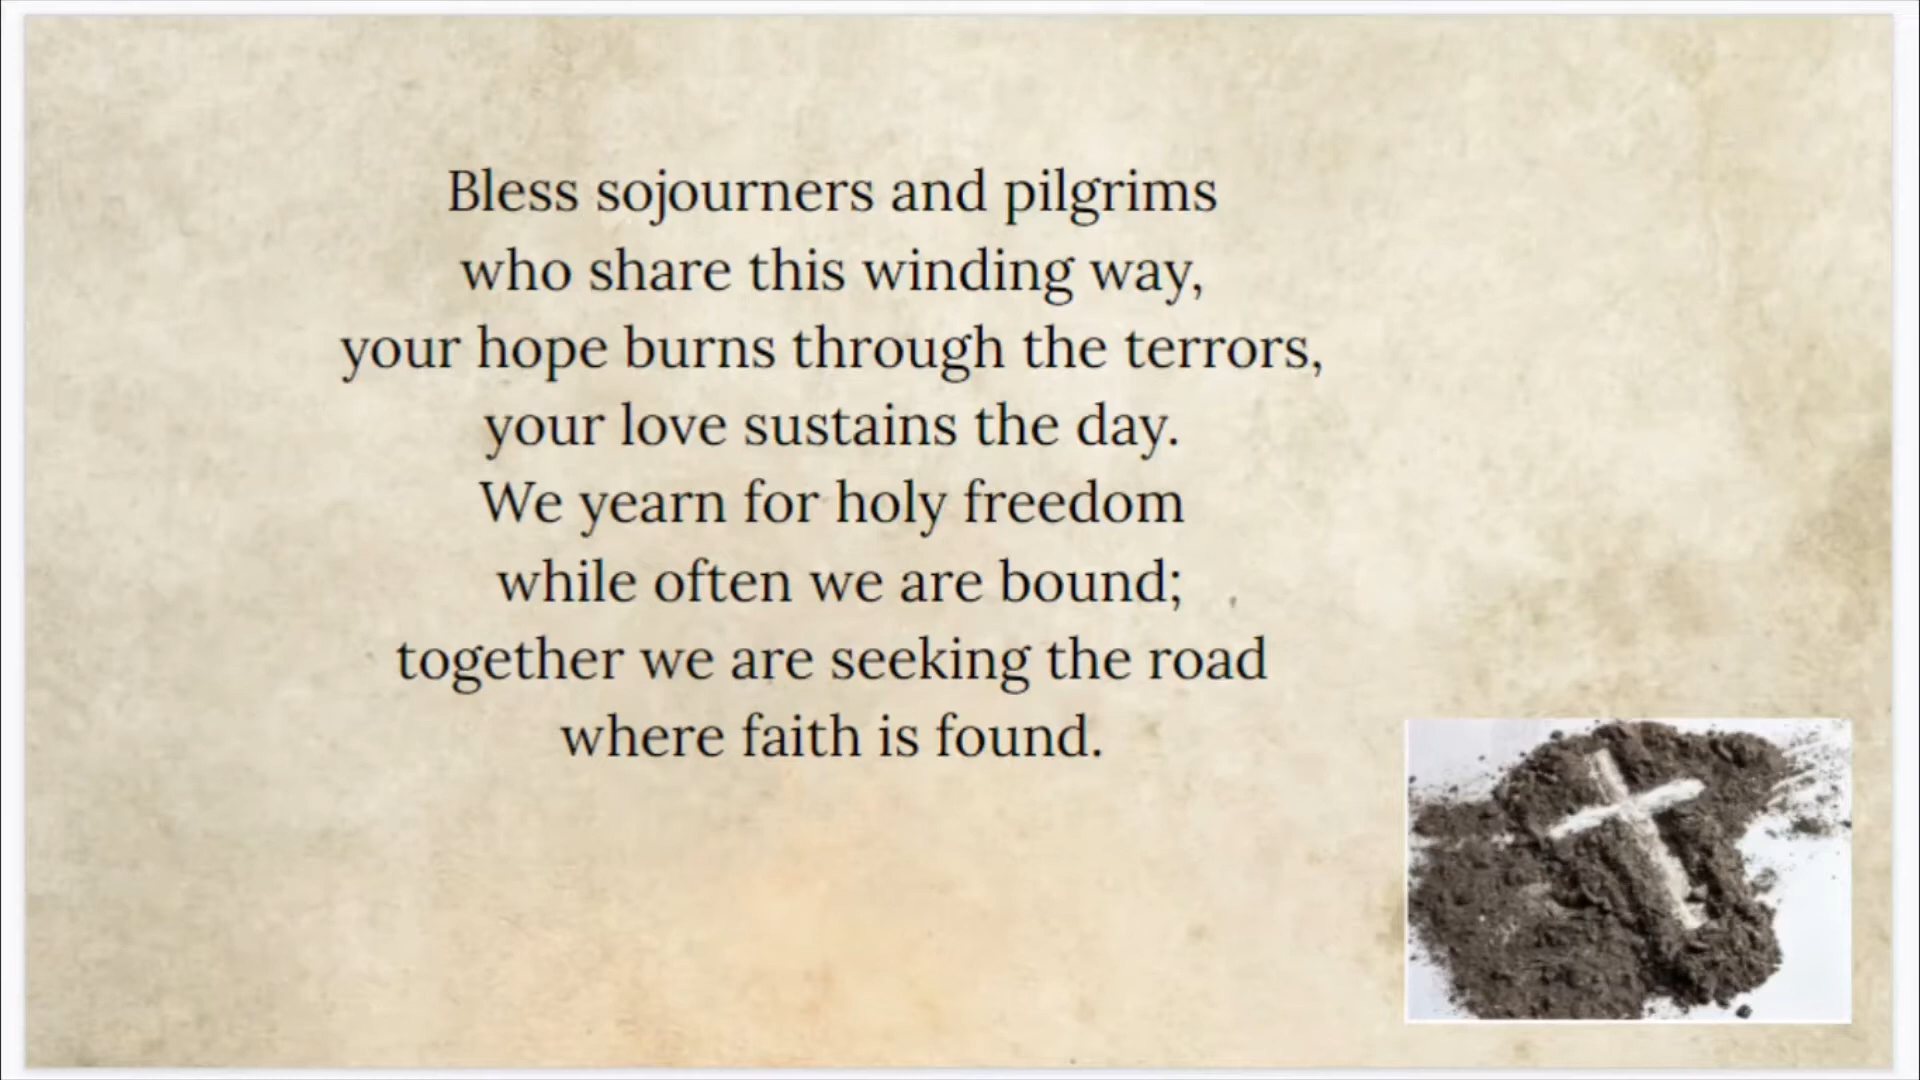 Bless sojourners and pilgrims
who share this winding way,
your hope burns through the terrors,
your love sustains the day.
We yearn for holy freedom
while often we are bound;
together we are seeking the road
where faith is found.